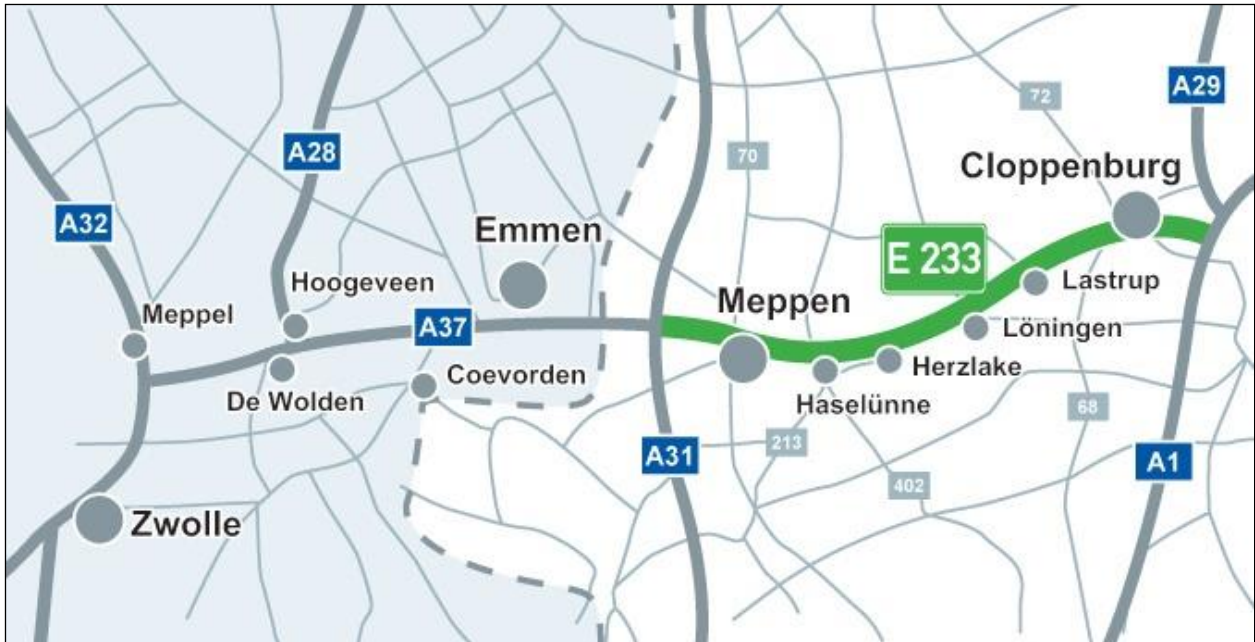 A29
72
A28
70
Cloppenburg
A32
Emmen
E 233
Hoogeveen
Lastrup
Meppen
Meppel
A37
Löningen
Herzlake
Coevorden
De Wolden
Haselünne
68
213
A31
A1
402
Zwolle